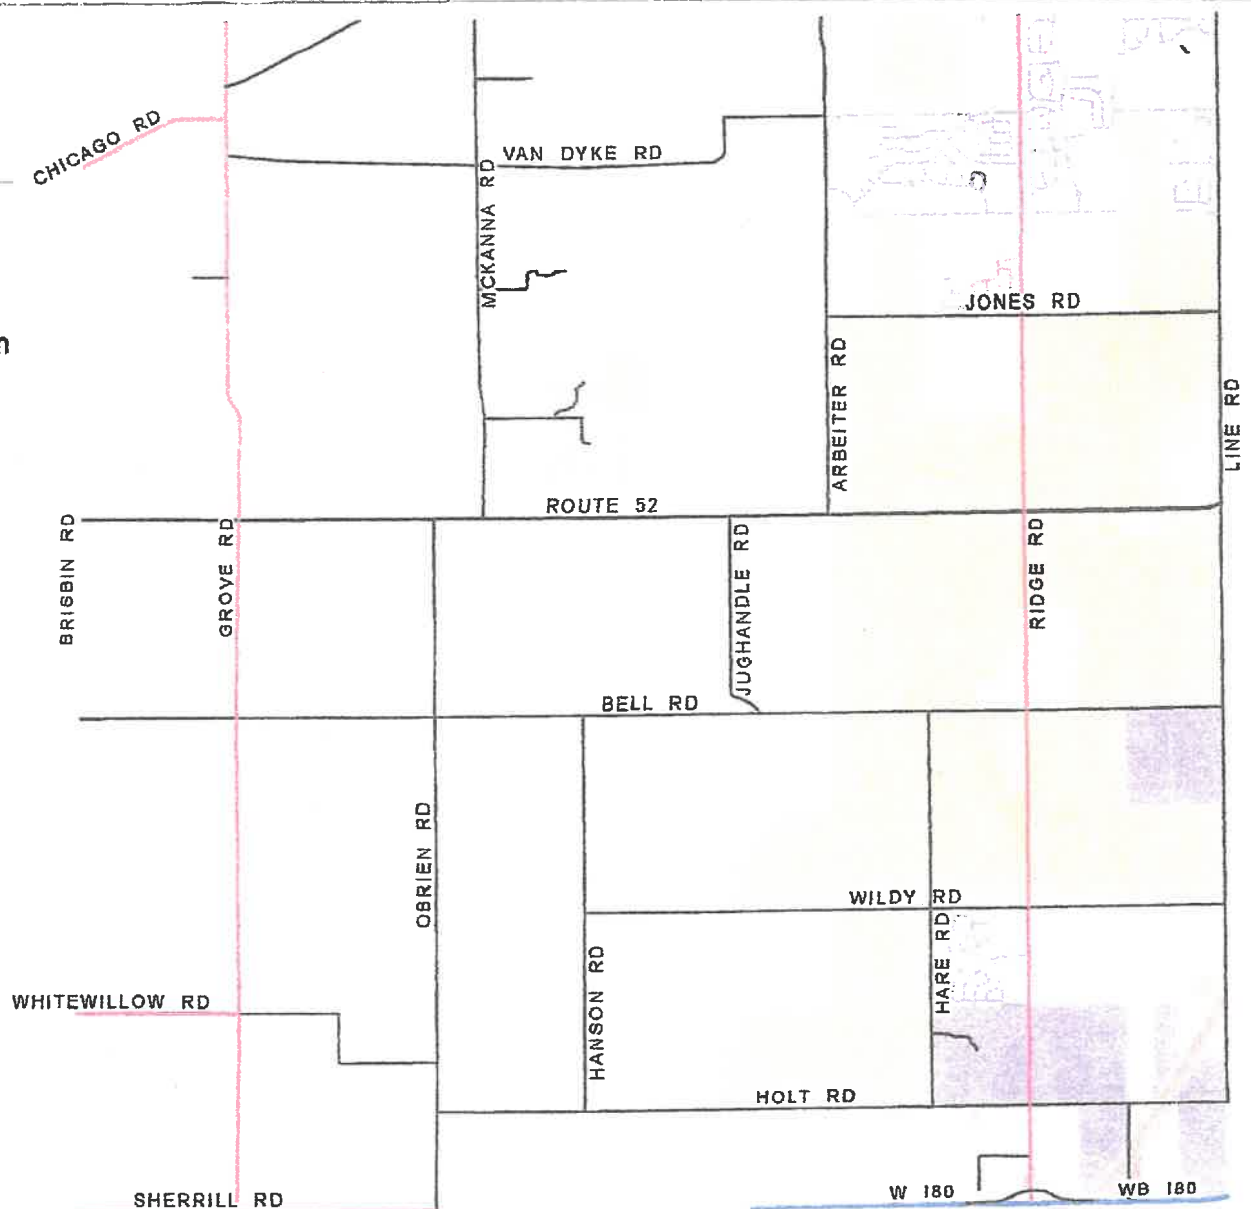 CHICAGO RD
VAN DYKE RD
MCKANNA RD
JONES RD
ARBEITER RD
LINE RD
ROUTE 52
BRISBIN RD
GROVE RD
JUGHANDLE RD
RIDGE RD
BELL RD
OBRIEN RD
WILDY RD
HANSON RD
HARE RD
WHITEWILLOW RD
HOLT RD
SHERRILL RD
W I80
WB I80